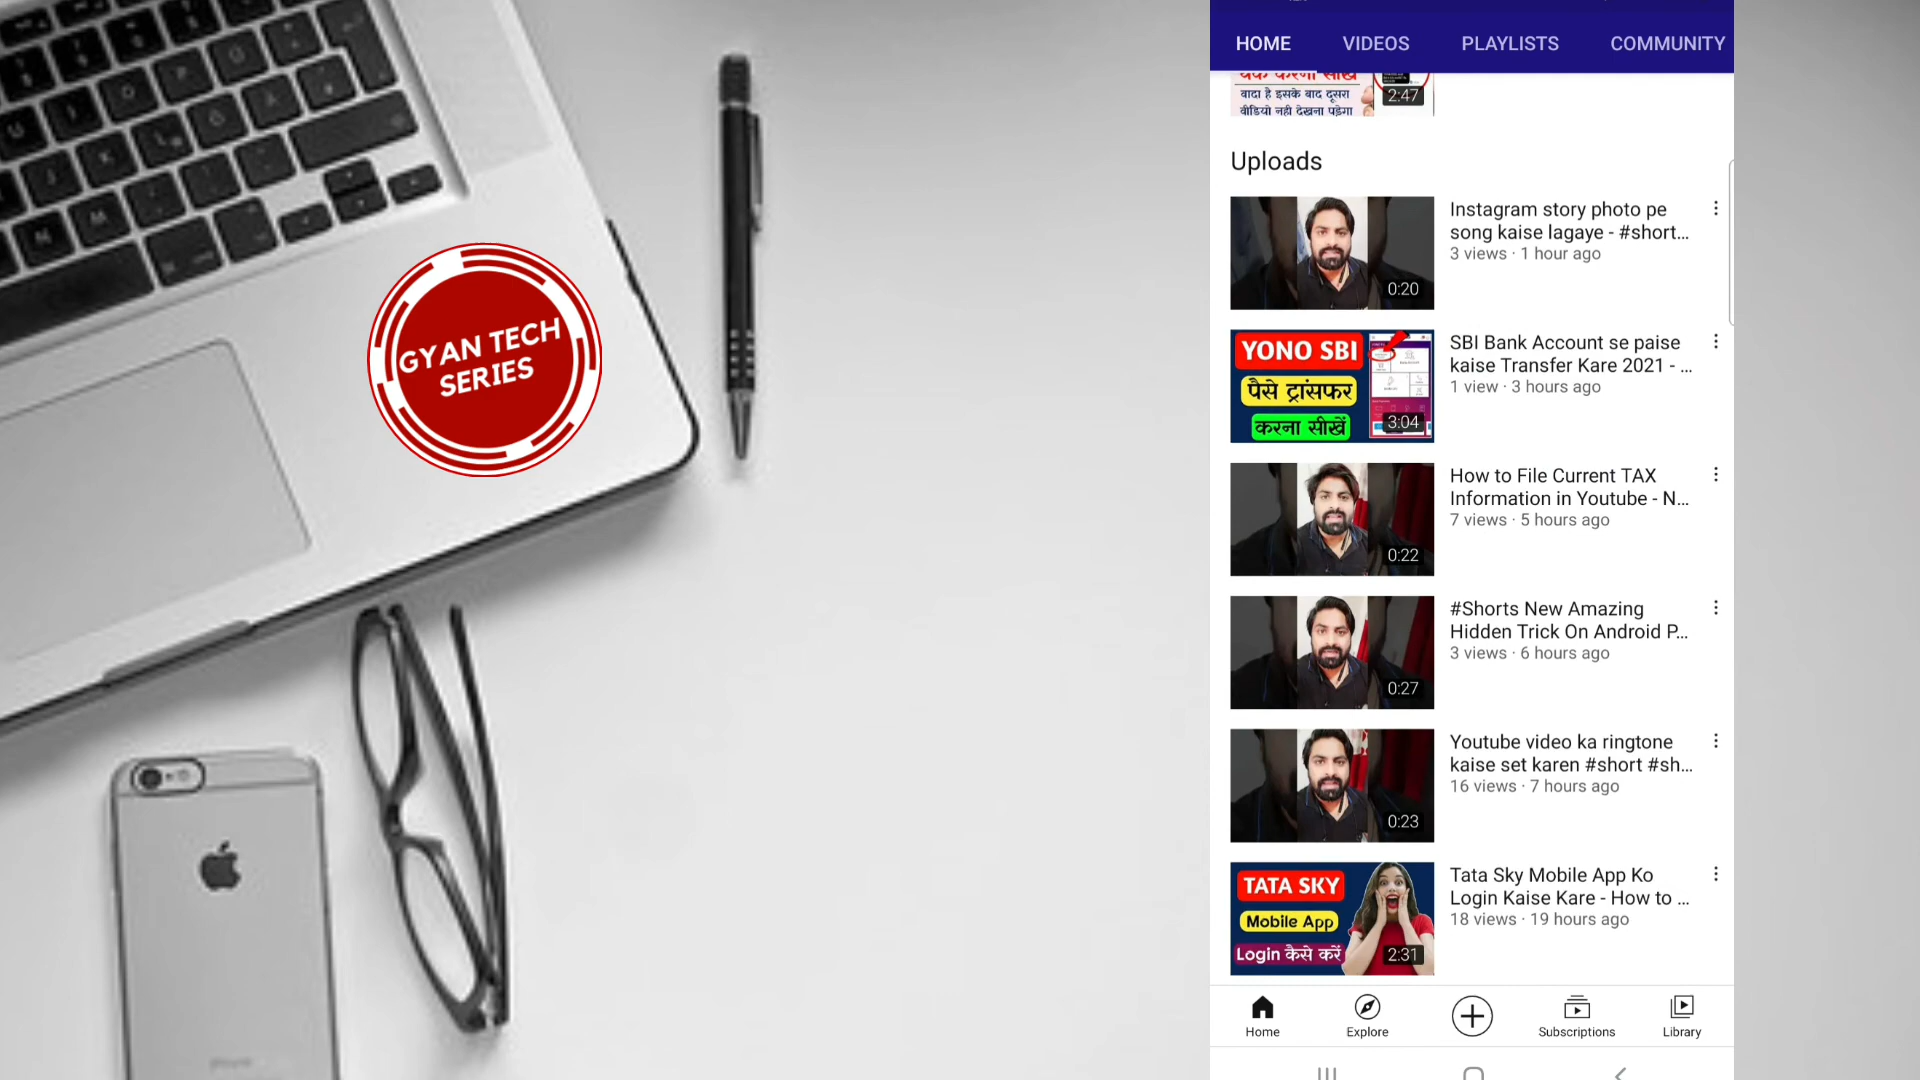 GYAN TECH
SERIES
HOME VIDEOS PLAYLISTS COMMUNITY
वादा है इसके बाद दूसरा
वीडियो नही देखना पड़ेगा
2:47
Uploads
0:20
Instagram story photo pe
song kaise lagaye - #short...
3 views · 1 hour ago
YONO SBI
पैसे ट्रांसफर
करना सीखें
3:04
SBI Bank Account se paise
kaise Transfer Kare 2021 - ...
1 view · 3 hours ago
0:22
How to File Current TAX
Information in Youtube - N...
7 views · 5 hours ago
0:27
#Shorts New Amazing
Hidden Trick On Android P...
3 views · 6 hours ago
0:23
Youtube video ka ringtone
kaise set karen #short #sh...
16 views · 7 hours ago
TATA SKY
Mobile App
Login कैसे करें
2:31
Tata Sky Mobile App Ko
Login Kaise Kare - How to ...
18 views · 19 hours ago
Home Explore Subscriptions Library